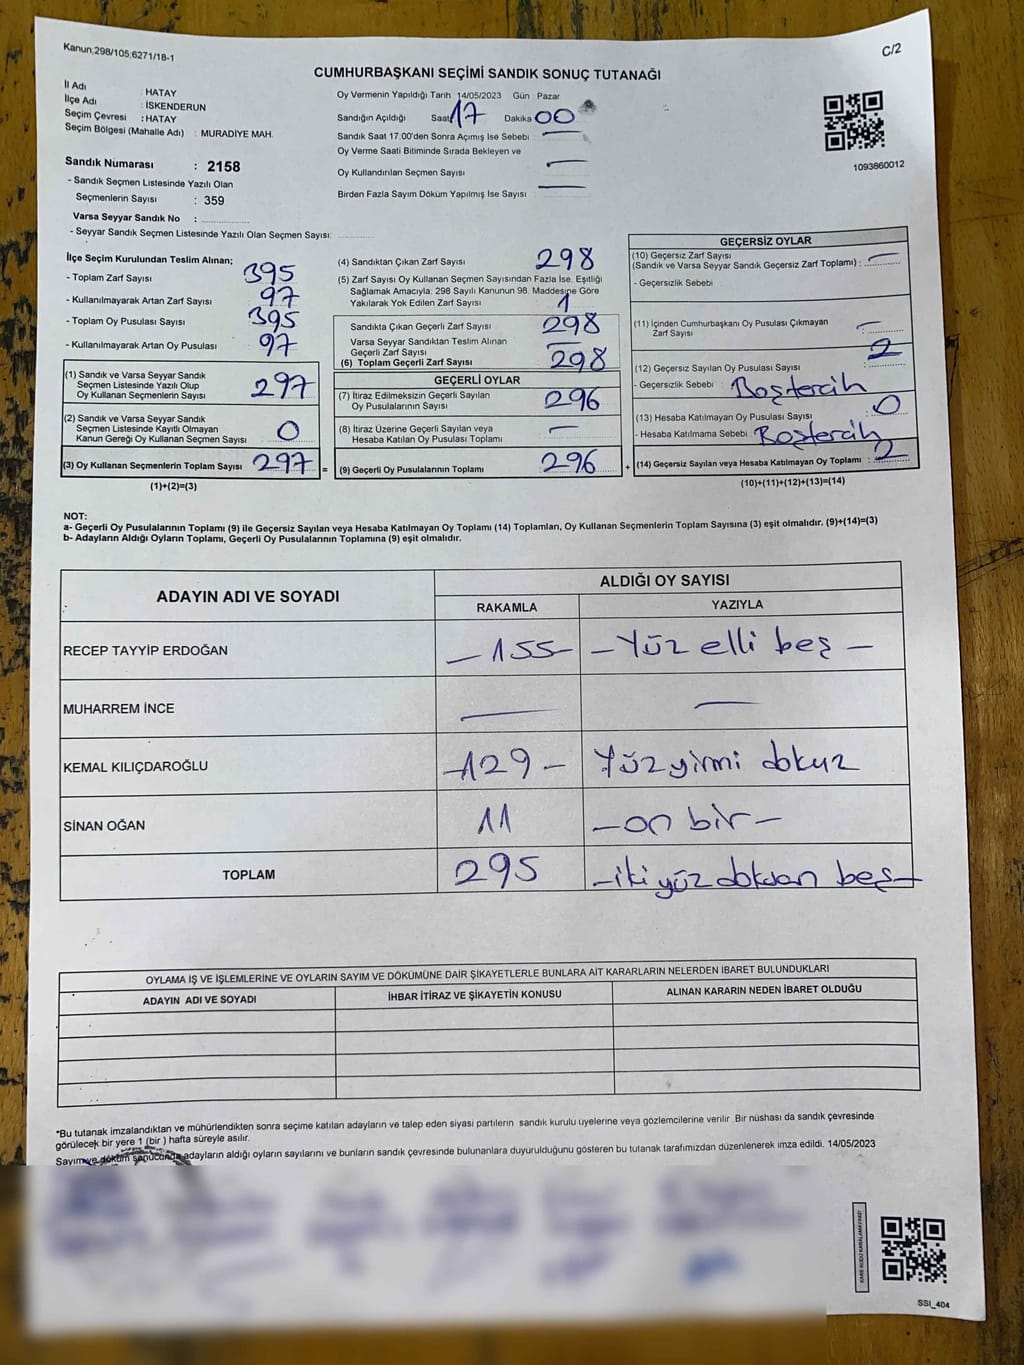 Kanun;298/105;6271/18-1
C/2
CUMHURBAŞKANI SEÇİMİ SANDIK SONUÇ TUTANAĞI
İl Adı : HATAY
İlçe Adı : İSKENDERUN
Seçim Çevresi : HATAY
Seçim Bölgesi (Mahalle Adı) : MURADİYE MAH.
Sandık Numarası : 2158
- Sandık Seçmen Listesinde Yazılı Olan
Seçmenlerin Sayısı : 359
Varsa Seyyar Sandık No :
- Seyyar Sandık Seçmen Listesinde Yazılı Olan Seçmen Sayısı:
Oy Vermenin Yapıldığı Tarih 14/05/2023 Gün Pazar
Sandığın Açıldığı Saat 17 Dakika 00
Sandık Saat 17.00'den Sonra Açımış İse Sebebi : —
Oy Verme Saati Bitiminde Sırada Bekleyen ve
Oy Kullandırılan Seçmen Sayısı : —
Birden Fazla Sayım Döküm Yapılmış İse Sayısı : —
1093860012
İlçe Seçim Kurulundan Teslim Alınan;
- Toplam Zarf Sayısı : 395
- Kullanılmayarak Artan Zarf Sayısı : 97
- Toplam Oy Pusulası Sayısı : 395
- Kullanılmayarak Artan Oy Pusulası : 97
(1) Sandık ve Varsa Seyyar Sandık
Seçmen Listesinde Yazılı Olup
Oy Kullanan Seçmenlerin Sayısı : 297
(2) Sandık ve Varsa Seyyar Sandık
Seçmen Listesinde Kayıtlı Olmayan
Kanun Gereği Oy Kullanan Seçmen Sayısı : 0
(3) Oy Kullanan Seçmenlerin Toplam Sayısı : 297 =
(1)+(2)=(3)
(4) Sandıktan Çıkan Zarf Sayısı : 298
(5) Zarf Sayısı Oy Kullanan Seçmen Sayısından Fazla İse, Eşitliği
Sağlamak Amacıyla; 298 Sayılı Kanunun 98. Maddesine Göre
Yakılarak Yok Edilen Zarf Sayısı : 1
Sandıkta Çıkan Geçerli Zarf Sayısı : 298
Varsa Seyyar Sandıktan Teslim Alınan
Geçerli Zarf Sayısı : —
(6) Toplam Geçerli Zarf Sayısı : 298
GEÇERLİ OYLAR
(7) İtiraz Edilmeksizin Geçerli Sayılan
Oy Pusulalarının Sayısı : 296
(8) İtiraz Üzerine Geçerli Sayılan veya
Hesaba Katılan Oy Pusulası Toplamı : —
(9) Geçerli Oy Pusulalarının Toplamı : 296 +
GEÇERSİZ OYLAR
(10) Geçersiz Zarf Sayısı
(Sandık ve Varsa Seyyar Sandık Geçersiz Zarf Toplamı) : —
- Geçersizlik Sebebi :
(11) İçinden Cumhurbaşkanı Oy Pusulası Çıkmayan
Zarf Sayısı : —
(12) Geçersiz Sayılan Oy Pusulası Sayısı : 2
- Geçersizlik Sebebi : Boştercih
(13) Hesaba Katılmayan Oy Pusulası Sayısı : 0
- Hesaba Katılmama Sebebi : Boştercih
(14) Geçersiz Sayılan veya Hesaba Katılmayan Oy Toplamı : 2
(10)+(11)+(12)+(13)=(14)
NOT:
a- Geçerli Oy Pusulalarının Toplamı (9) ile Geçersiz Sayılan veya Hesaba Katılmayan Oy Toplamı (14) Toplamları, Oy Kullanan Seçmenlerin Toplam Sayısına (3) eşit olmalıdır. (9)+(14)=(3)
b- Adayların Aldığı Oyların Toplamı, Geçerli Oy Pusulalarının Toplamına (9) eşit olmalıdır.
ADAYIN ADI VE SOYADI
ALDIĞI OY SAYISI
RAKAMLA YAZIYLA
RECEP TAYYİP ERDOĞAN — 155 — — Yüz elli beş —
MUHARREM İNCE — —
KEMAL KILIÇDAROĞLU — 129 — Yüz yirmi dokuz
SİNAN OĞAN 11 — on bir —
TOPLAM 295 — iki yüz doksan beş —
OYLAMA İŞ VE İŞLEMLERİNE VE OYLARIN SAYIM VE DÖKÜMÜNE DAİR ŞİKAYETLERLE BUNLARA AİT KARARLARIN NELERDEN İBARET BULUNDUKLARI
ADAYIN ADI VE SOYADI İHBAR İTİRAZ VE ŞİKAYETİN KONUSU ALINAN KARARIN NEDEN İBARET OLDUĞU
*Bu tutanak imzalandıktan ve mühürlendikten sonra seçime katılan adayların ve talep eden siyasi partilerin sandık kurulu üyelerine veya gözlemcilerine verilir. Bir nüshası da sandık çevresinde
görülecek bir yere 1 (bir) hafta süreyle asılır.
Sayım ve döküm sonucunda adayların aldığı oyların sayılarını ve bunların sandık çevresinde bulunanlara duyurulduğunu gösteren bu tutanak tarafımızdan düzenlenerek imza edildi. 14/05/2023
KARE KODU KARALAMAYINIZ!
SSI_404